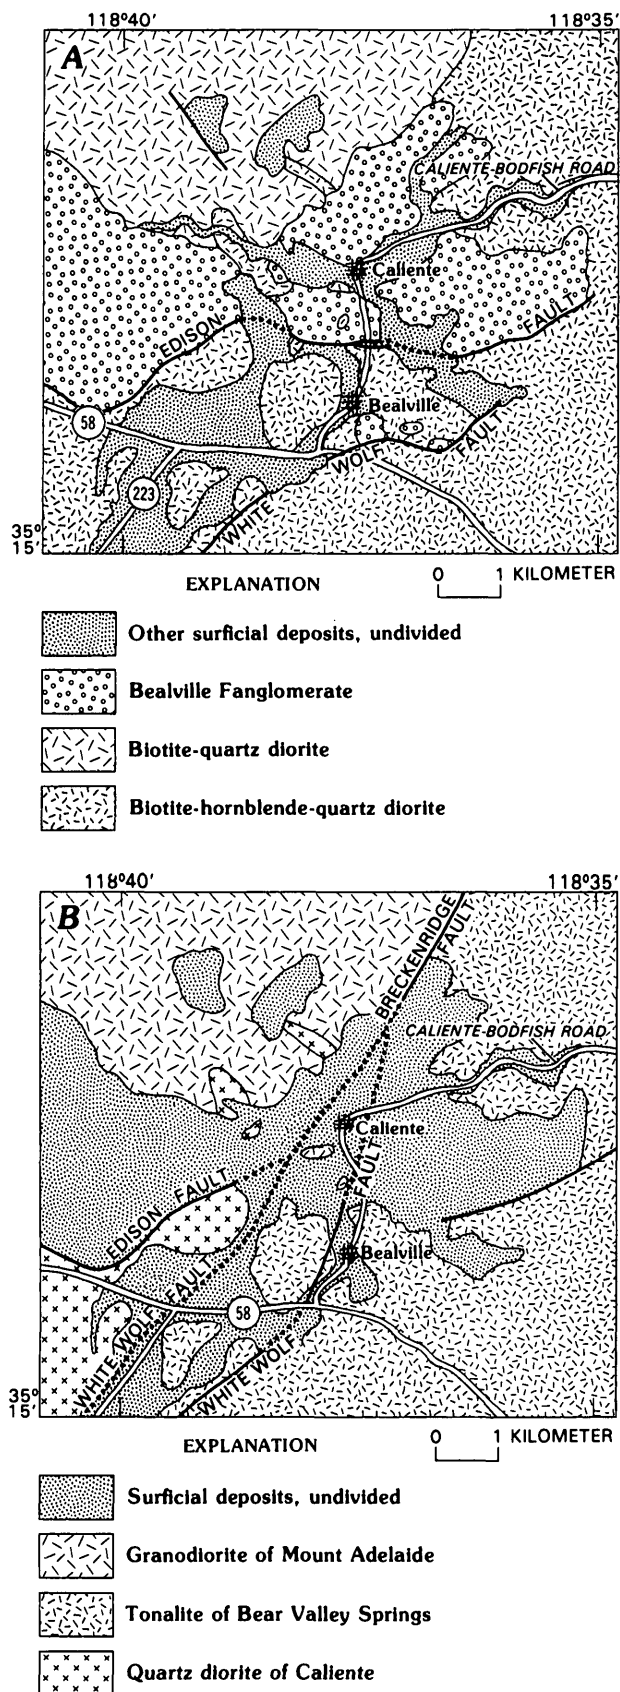 118°40′
118°35′
A
CALIENTE-BODFISH ROAD
Caliente
EDISON
FAULT
58
Bealville
WOLF
FAULT
223
WHITE
35°
15′
EXPLANATION
0 1 KILOMETER
Other surficial deposits, undivided
Bealville Fanglomerate
Biotite-quartz diorite
Biotite-hornblende-quartz diorite
118°40′
118°35′
B
BRECKENRIDGE
FAULT
CALIENTE-BODFISH ROAD
Caliente
FAULT
EDISON FAULT
Bealville
WHITE WOLF FAULT
58
WHITE WOLF
35°
15′
EXPLANATION
0 1 KILOMETER
Surficial deposits, undivided
Granodiorite of Mount Adelaide
Tonalite of Bear Valley Springs
Quartz diorite of Caliente